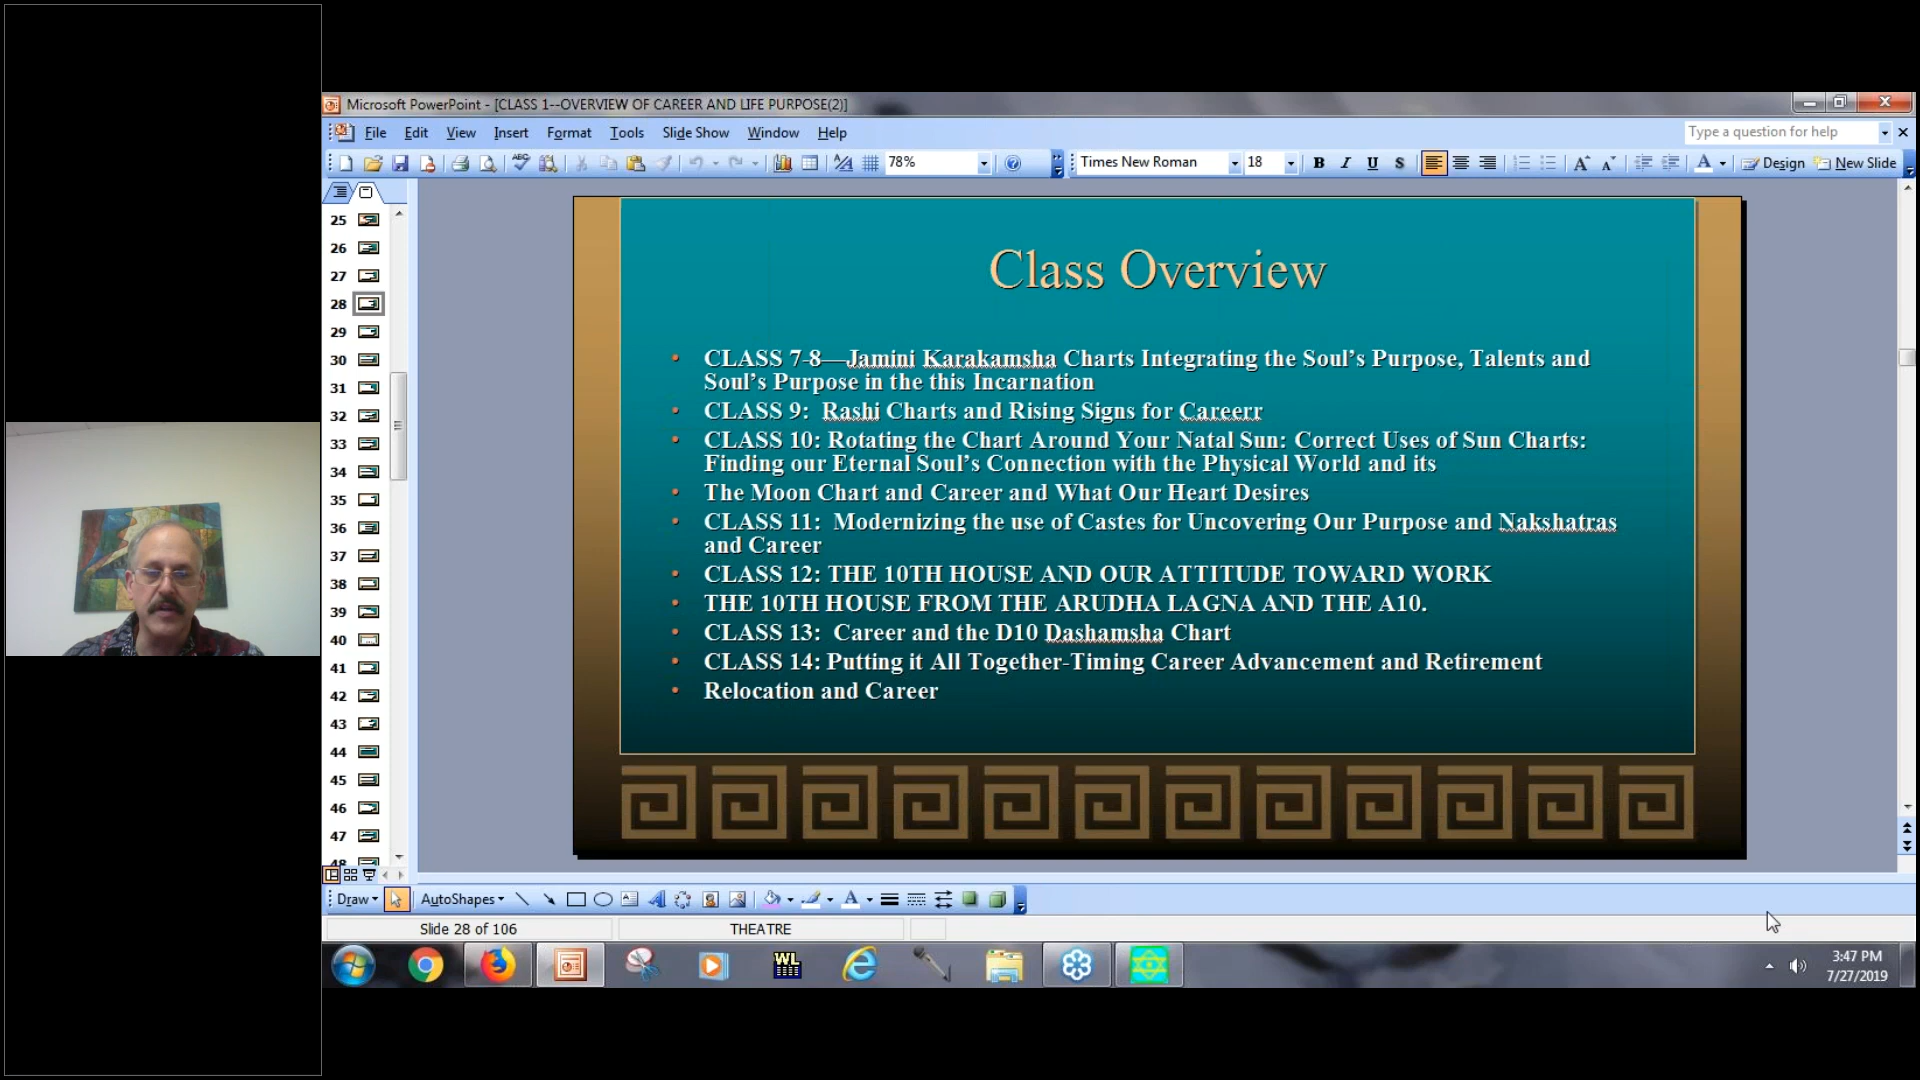 Microsoft PowerPoint - [CLASS 1--OVERVIEW OF CAREER AND LIFE PURPOSE(2)]
File Edit View Insert Format Tools Slide Show Window Help
Type a question for help
78%
Times New Roman
18
B I U S
Design
New Slide
25
26
27
28
29
30
31
32
33
34
35
36
37
38
39
40
41
42
43
44
45
46
47
48
Class Overview
• CLASS 7-8—Jamini Karakamsha Charts Integrating the Soul’s Purpose, Talents and
Soul’s Purpose in the this Incarnation
• CLASS 9: Rashi Charts and Rising Signs for Careerr
• CLASS 10: Rotating the Chart Around Your Natal Sun: Correct Uses of Sun Charts:
Finding our Eternal Soul’s Connection with the Physical World and its
• The Moon Chart and Career and What Our Heart Desires
• CLASS 11: Modernizing the use of Castes for Uncovering Our Purpose and Nakshatras
and Career
• CLASS 12: THE 10TH HOUSE AND OUR ATTITUDE TOWARD WORK
• THE 10TH HOUSE FROM THE ARUDHA LAGNA AND THE A10.
• CLASS 13: Career and the D10 Dashamsha Chart
• CLASS 14: Putting it All Together-Timing Career Advancement and Retirement
• Relocation and Career
Draw
AutoShapes
Slide 28 of 106
THEATRE
WL
3:47 PM
7/27/2019